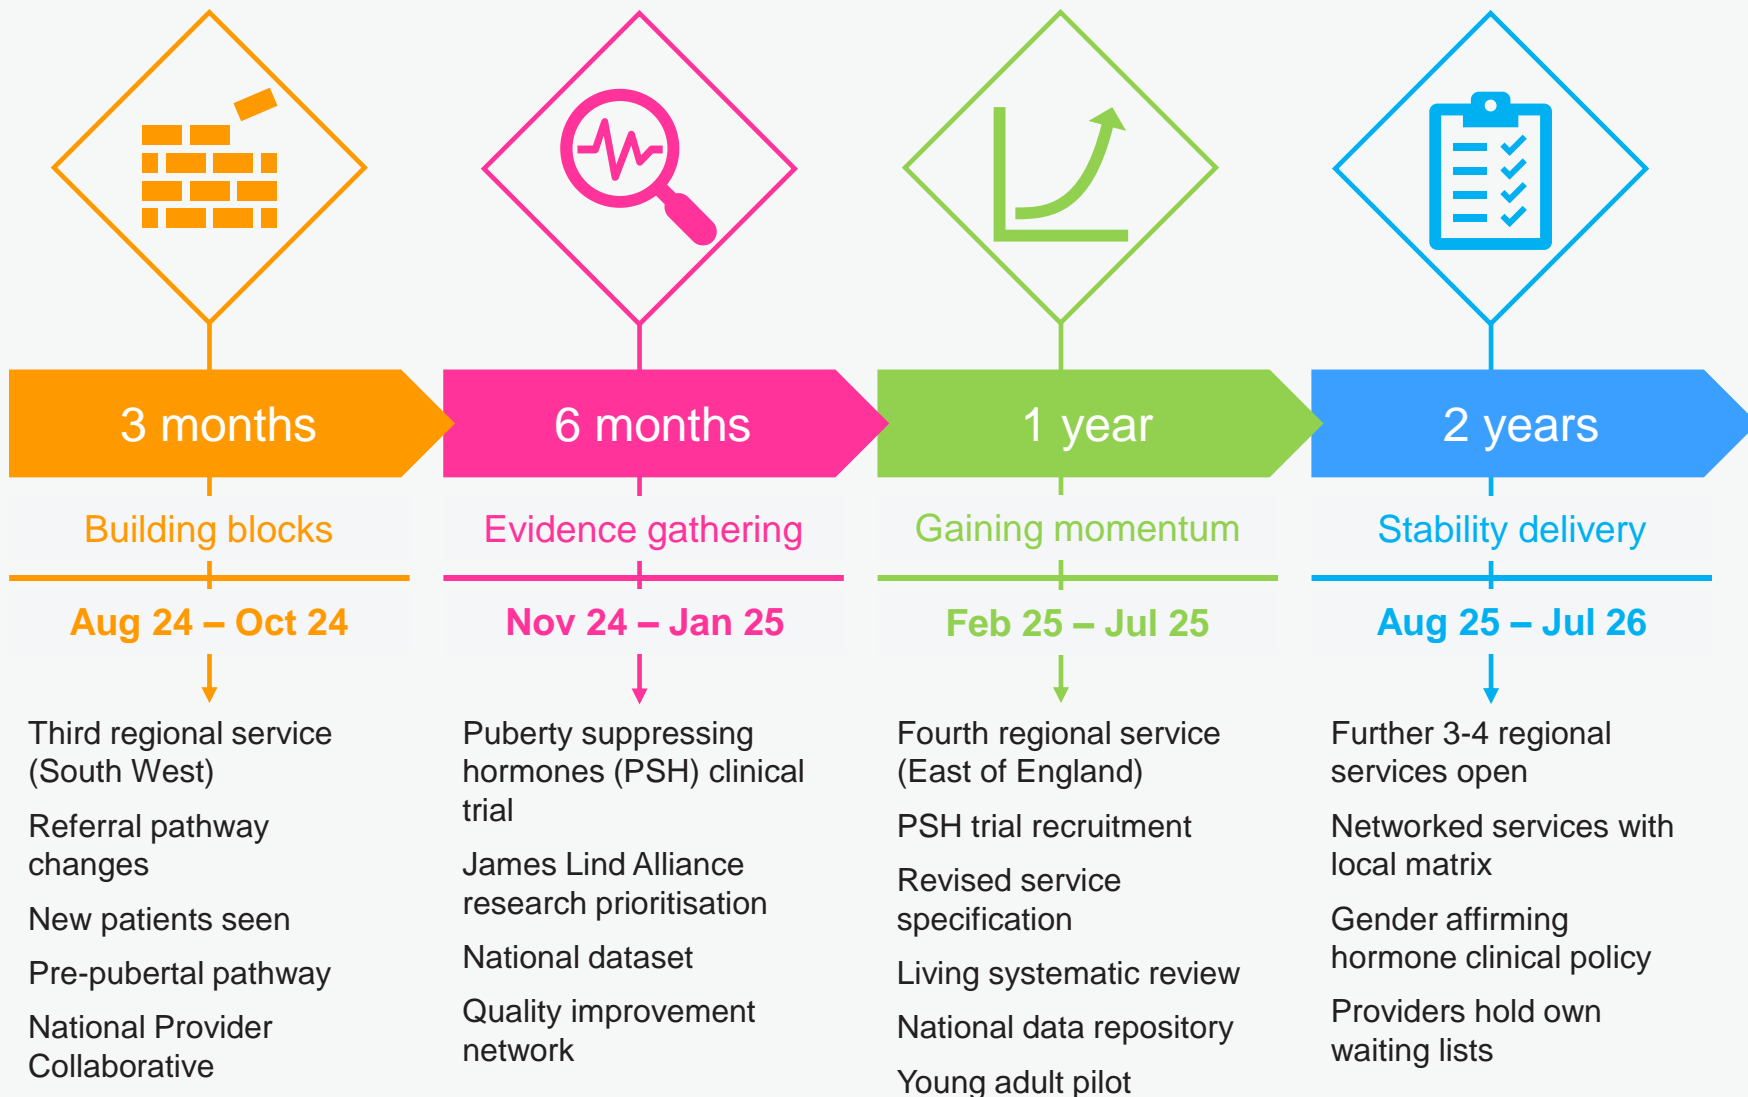 3 months
6 months
1 year
2 years
Building blocks
Evidence gathering
Gaining momentum
Stability delivery
Aug 24 – Oct 24
Nov 24 – Jan 25
Feb 25 – Jul 25
Aug 25 – Jul 26
Third regional service
(South West)
Referral pathway
changes
New patients seen
Pre-pubertal pathway
National Provider
Collaborative
Puberty suppressing
hormones (PSH) clinical
trial
James Lind Alliance
research prioritisation
National dataset
Quality improvement
network
Fourth regional service
(East of England)
PSH trial recruitment
Revised service
specification
Living systematic review
National data repository
Young adult pilot
Further 3-4 regional
services open
Networked services with
local matrix
Gender affirming
hormone clinical policy
Providers hold own
waiting lists